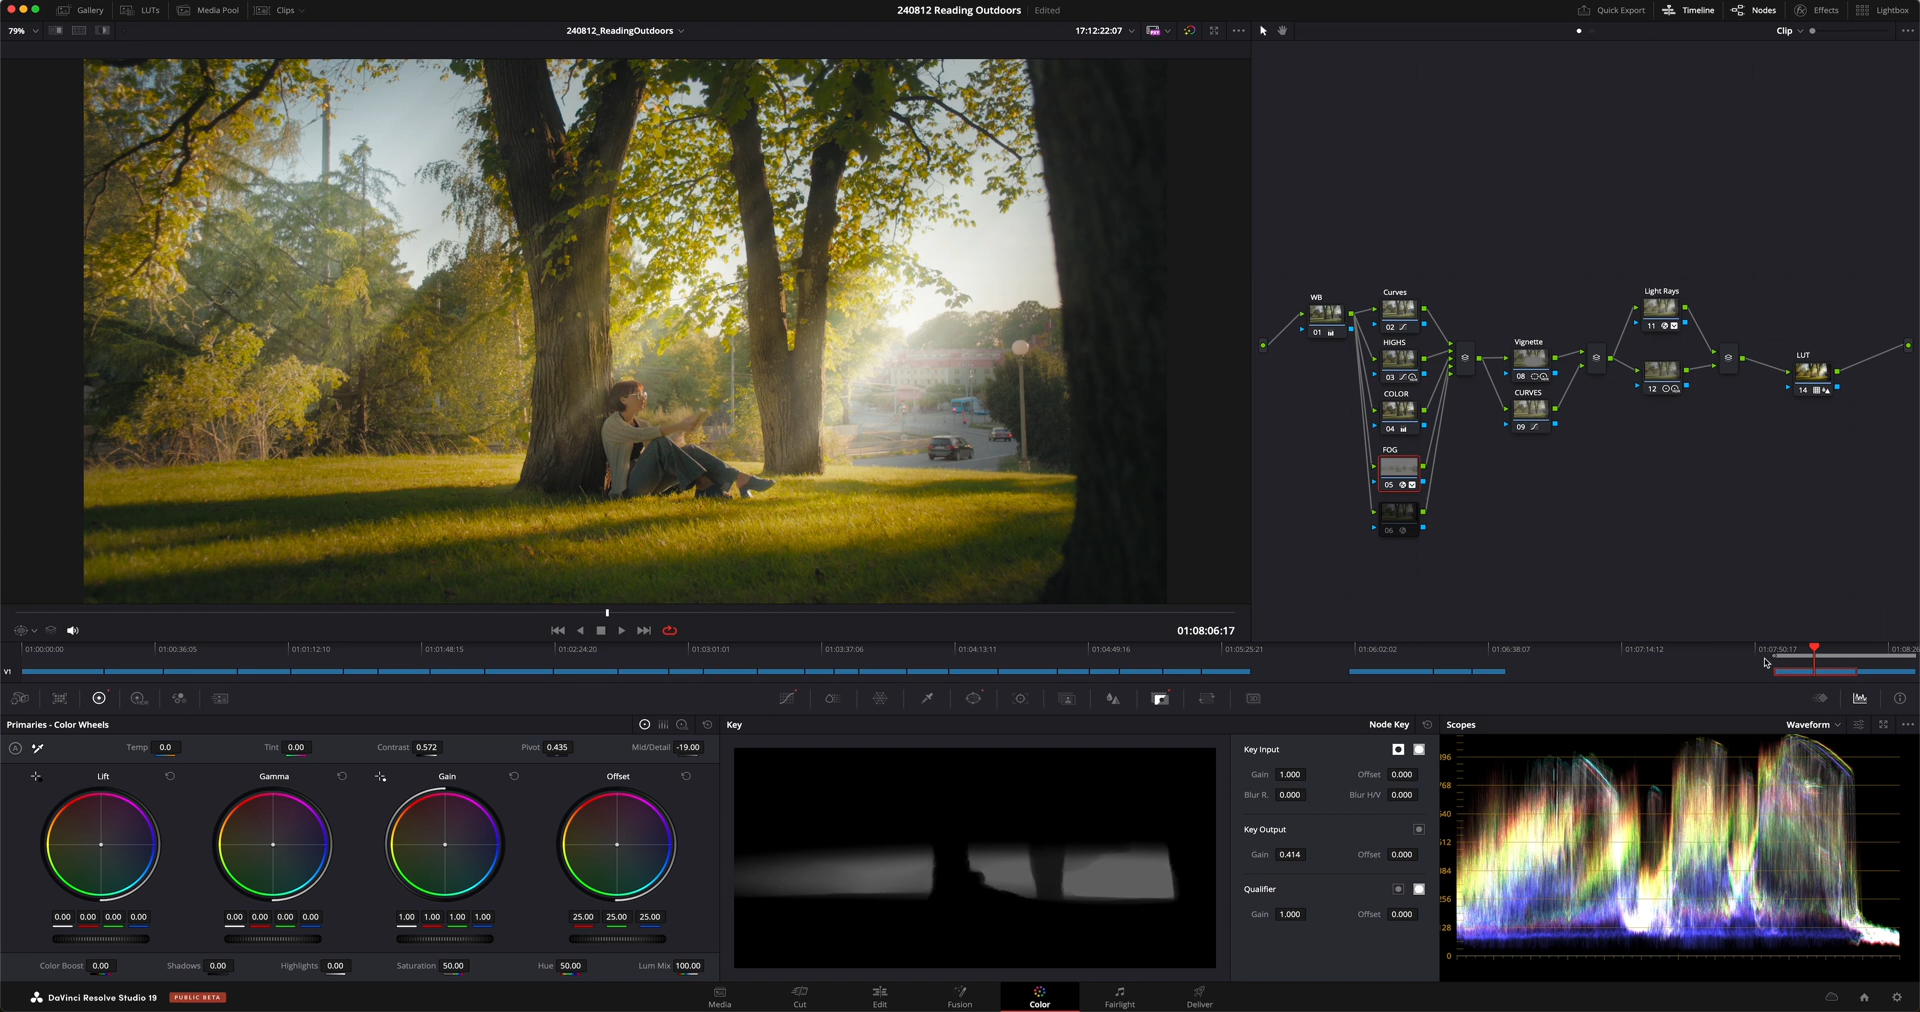 Gallery LUTs Media Pool Clips 240812 Reading Outdoors Edited Quick Export Timeline Nodes Effects Lightbox
79% 240812_ReadingOutdoors 17:12:22:07 Clip
Light Rays
Curves
WB
11
01
02
HIGHS
Vignette
LUT
03
08
12
14
COLOR
CURVES
04
09
FOG
05
06
01:08:06:17
01:00:00:00 01:00:36:05 01:01:12:10 01:01:48:15 01:02:24:20 01:03:01:01 01:03:37:06 01:04:13:11 01:04:49:16 01:05:25:21 01:06:02:02 01:06:38:07 01:07:14:12 01:07:50:17 01:08:26
V1
Primaries - Color Wheels
Temp 0.0 Tint 0.00 Contrast 0.572 Pivot 0.435 Mid/Detail -19.00
Lift Gamma Gain Offset
0.00 0.00 0.00 0.00 0.00 0.00 0.00 0.00 1.00 1.00 1.00 1.00 25.00 25.00 25.00
Color Boost 0.00 Shadows 0.00 Highlights 0.00 Saturation 50.00 Hue 50.00 Lum Mix 100.00
Key Node Key
Key Input
Gain 1.000 Offset 0.000
Blur R. 0.000 Blur H/V 0.000
Key Output
Gain 0.414 Offset 0.000
Qualifier
Gain 1.000 Offset 0.000
Scopes Waveform
896
768
640
512
384
256
128
0
DaVinci Resolve Studio 19 PUBLIC BETA
Media Cut Edit Fusion Color Fairlight Deliver